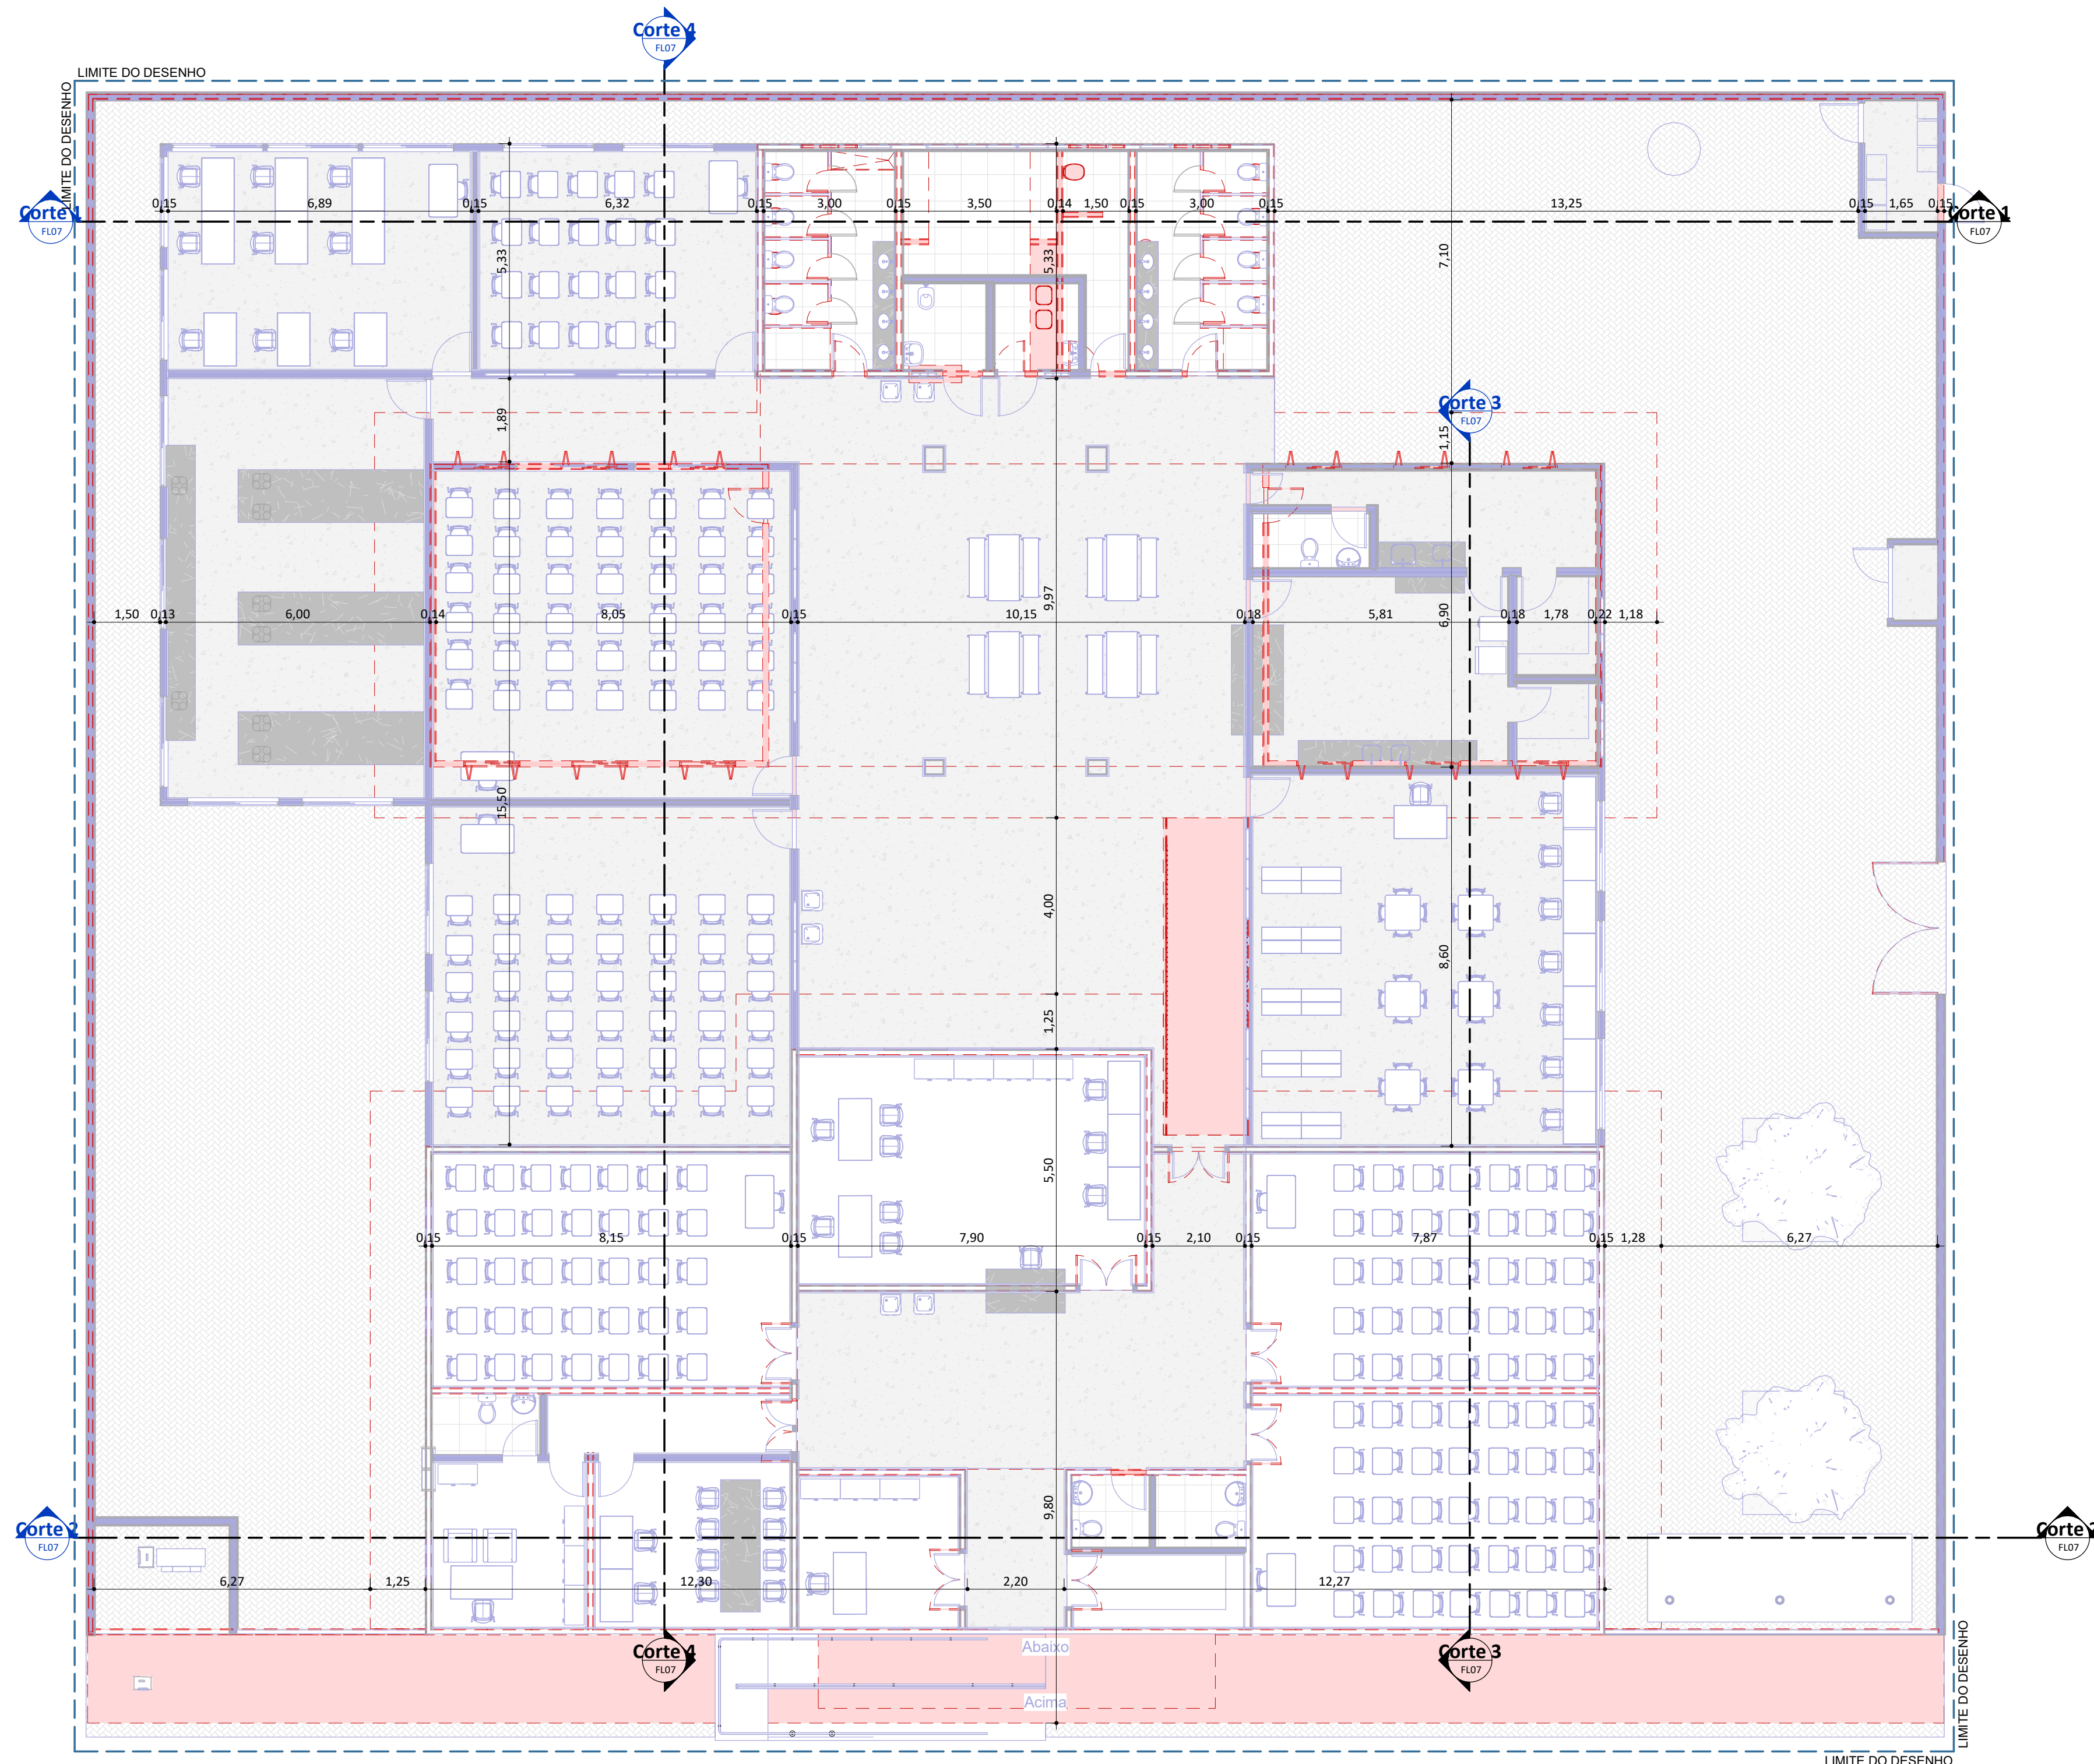 Corte 4
FL07
LIMITE DO DESENHO
LIMITE DO DESENHO
Corte 1
FL07
0,15
6,89
0,15
6,32
0,15
3,00
0,15
3,50
0,14
1,50
0,15
3,00
0,15
13,25
0,15
1,65
0,15
Corte 1
FL07
5,33
5,33
7,10
1,89
Corte 3
FL07
1,15
1,50
0,13
6,00
0,14
8,05
0,15
10,15
9,97
0,18
5,81
6,90
0,18
1,78
0,22
1,18
15,50
4,00
8,60
1,25
5,50
0,15
8,15
0,15
7,90
0,15
2,10
0,15
7,87
0,15
1,28
6,27
9,80
Corte 2
FL07
Corte 2
FL07
6,27
1,25
12,30
2,20
12,27
Corte 4
FL07
Abaixo
Acima
Corte 3
FL07
LIMITE DO DESENHO
LIMITE DO DESENHO